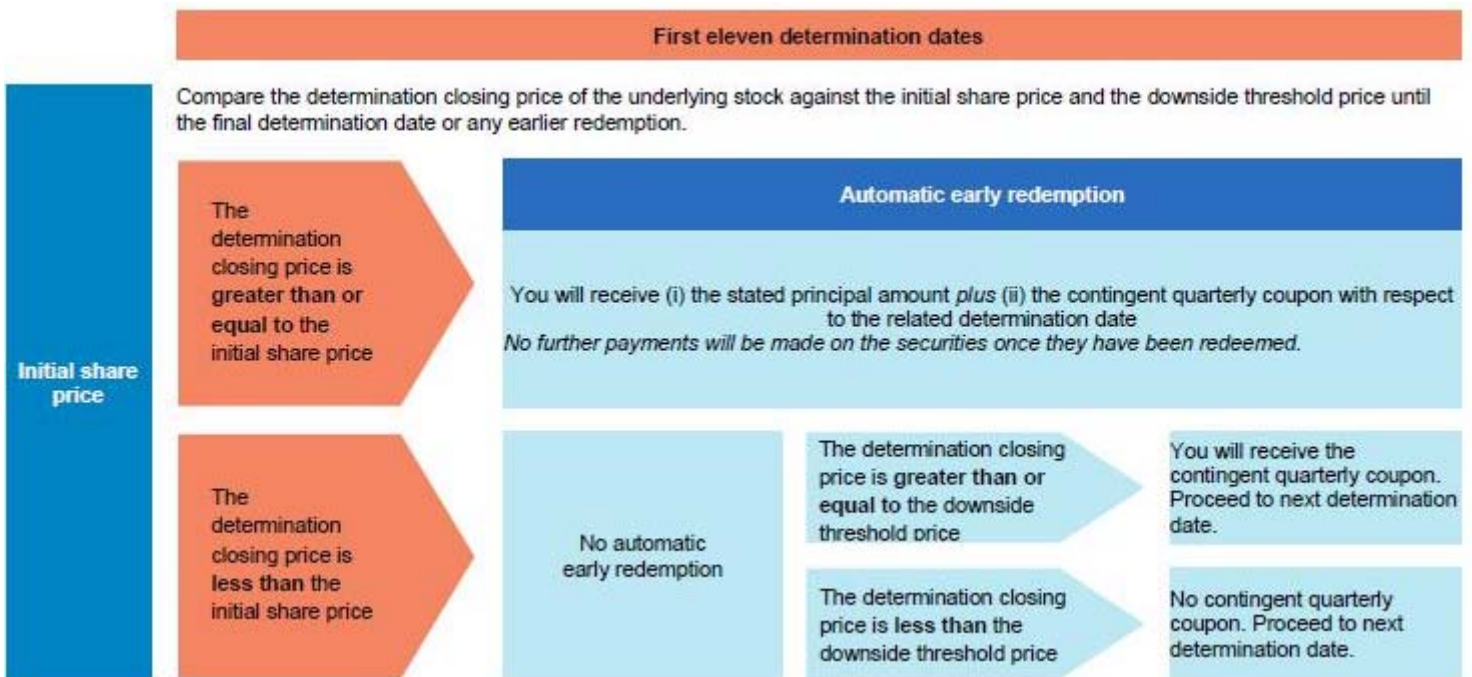 First eleven determination dates
Compare the determination closing price of the underlying stock against the initial share price and the downside threshold price until
the final determination date or any earlier redemption.
Initial share
price
The
determination
closing price is
greater than or
equal to the
initial share price
Automatic early redemption
You will receive (i) the stated principal amount plus (ii) the contingent quarterly coupon with respect
to the related determination date
No further payments will be made on the securities once they have been redeemed.
The
determination
closing price is
less than the
initial share price
No automatic
early redemption
The determination closing
price is greater than or
equal to the downside
threshold price
You will receive the
contingent quarterly coupon.
Proceed to next determination
date.
The determination closing
price is less than the
downside threshold price
No contingent quarterly
coupon. Proceed to next
determination date.